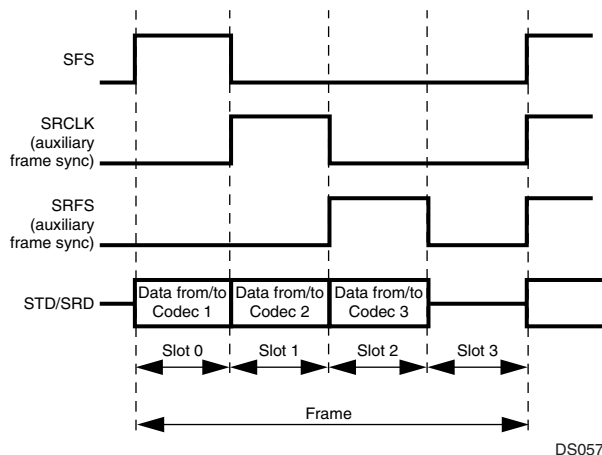 SFS
SRCLK
(auxiliary
frame sync)
SRFS
(auxiliary
frame sync)
STD/SRD
Data from/to
Codec 1
Data from/to
Codec 2
Data from/to
Codec 3
Slot 0
Slot 1
Slot 2
Slot 3
Frame
DS057